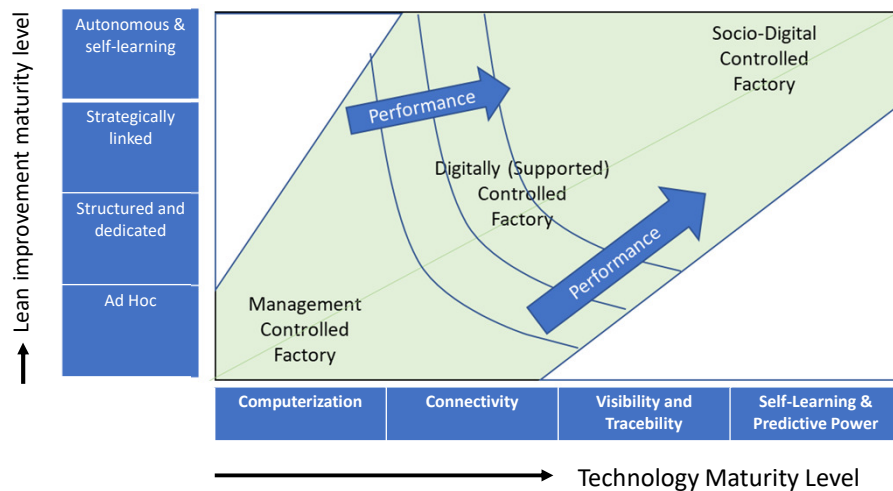 Lean improvement maturity level
Autonomous &
self-learning
Strategically
linked
Structured and
dedicated
Ad Hoc
Socio-Digital
Controlled
Factory
Performance
Digitally (Supported)
Controlled
Factory
Performance
Management
Controlled
Factory
Computerization
Connectivity
Visibility and
Tracebility
Self-Learning &
Predictive Power
Technology Maturity Level